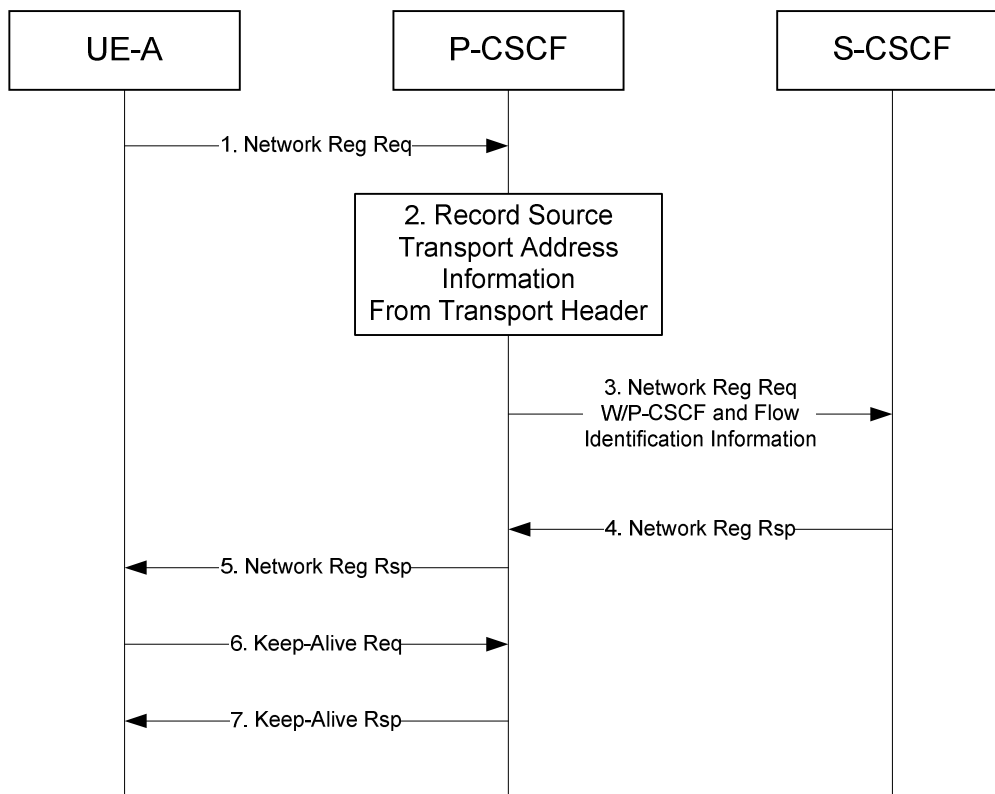 UE-A
P-CSCF
S-CSCF
1. Network Reg Req
2. Record Source
Transport Address
Information
From Transport Header
3. Network Reg Req
W/P-CSCF and Flow
Identification Information
4. Network Reg Rsp
5. Network Reg Rsp
6. Keep-Alive Req
7. Keep-Alive Rsp